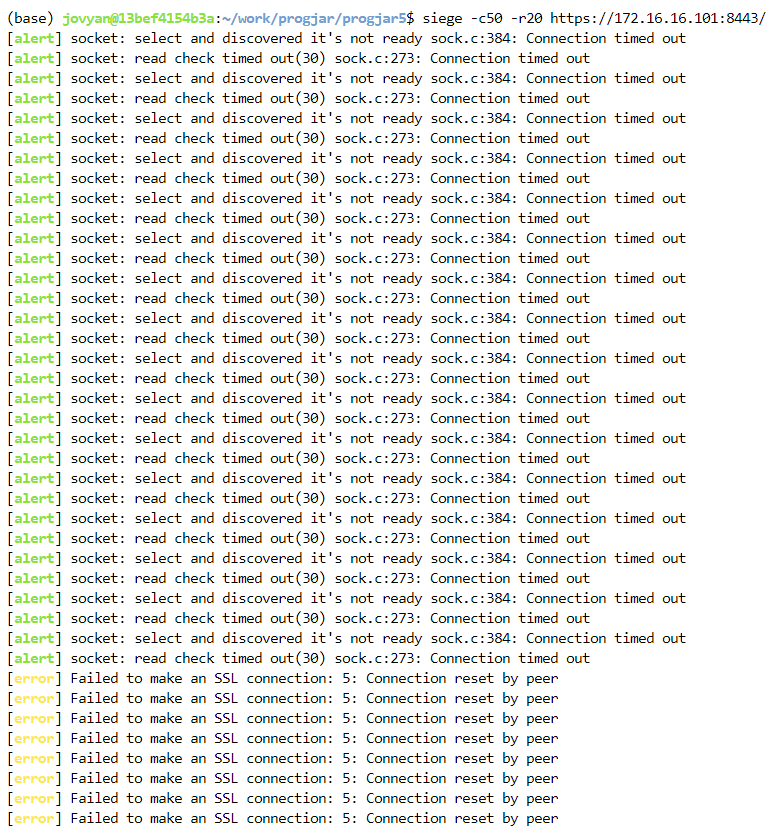 (base) jovyan@13bef4154b3a:~/work/progjar/progjar5$ siege -c50 -r20 https://172.16.16.101:8443/
[alert] socket: select and discovered it's not ready sock.c:384: Connection timed out
[alert] socket: read check timed out(30) sock.c:273: Connection timed out
[alert] socket: select and discovered it's not ready sock.c:384: Connection timed out
[alert] socket: read check timed out(30) sock.c:273: Connection timed out
[alert] socket: select and discovered it's not ready sock.c:384: Connection timed out
[alert] socket: read check timed out(30) sock.c:273: Connection timed out
[alert] socket: select and discovered it's not ready sock.c:384: Connection timed out
[alert] socket: read check timed out(30) sock.c:273: Connection timed out
[alert] socket: select and discovered it's not ready sock.c:384: Connection timed out
[alert] socket: read check timed out(30) sock.c:273: Connection timed out
[alert] socket: select and discovered it's not ready sock.c:384: Connection timed out
[alert] socket: read check timed out(30) sock.c:273: Connection timed out
[alert] socket: select and discovered it's not ready sock.c:384: Connection timed out
[alert] socket: read check timed out(30) sock.c:273: Connection timed out
[alert] socket: select and discovered it's not ready sock.c:384: Connection timed out
[alert] socket: read check timed out(30) sock.c:273: Connection timed out
[alert] socket: select and discovered it's not ready sock.c:384: Connection timed out
[alert] socket: read check timed out(30) sock.c:273: Connection timed out
[alert] socket: select and discovered it's not ready sock.c:384: Connection timed out
[alert] socket: read check timed out(30) sock.c:273: Connection timed out
[alert] socket: select and discovered it's not ready sock.c:384: Connection timed out
[alert] socket: read check timed out(30) sock.c:273: Connection timed out
[alert] socket: select and discovered it's not ready sock.c:384: Connection timed out
[alert] socket: read check timed out(30) sock.c:273: Connection timed out
[alert] socket: select and discovered it's not ready sock.c:384: Connection timed out
[alert] socket: read check timed out(30) sock.c:273: Connection timed out
[alert] socket: select and discovered it's not ready sock.c:384: Connection timed out
[alert] socket: read check timed out(30) sock.c:273: Connection timed out
[alert] socket: select and discovered it's not ready sock.c:384: Connection timed out
[alert] socket: read check timed out(30) sock.c:273: Connection timed out
[alert] socket: select and discovered it's not ready sock.c:384: Connection timed out
[alert] socket: read check timed out(30) sock.c:273: Connection timed out
[error] Failed to make an SSL connection: 5: Connection reset by peer
[error] Failed to make an SSL connection: 5: Connection reset by peer
[error] Failed to make an SSL connection: 5: Connection reset by peer
[error] Failed to make an SSL connection: 5: Connection reset by peer
[error] Failed to make an SSL connection: 5: Connection reset by peer
[error] Failed to make an SSL connection: 5: Connection reset by peer
[error] Failed to make an SSL connection: 5: Connection reset by peer
[error] Failed to make an SSL connection: 5: Connection reset by peer